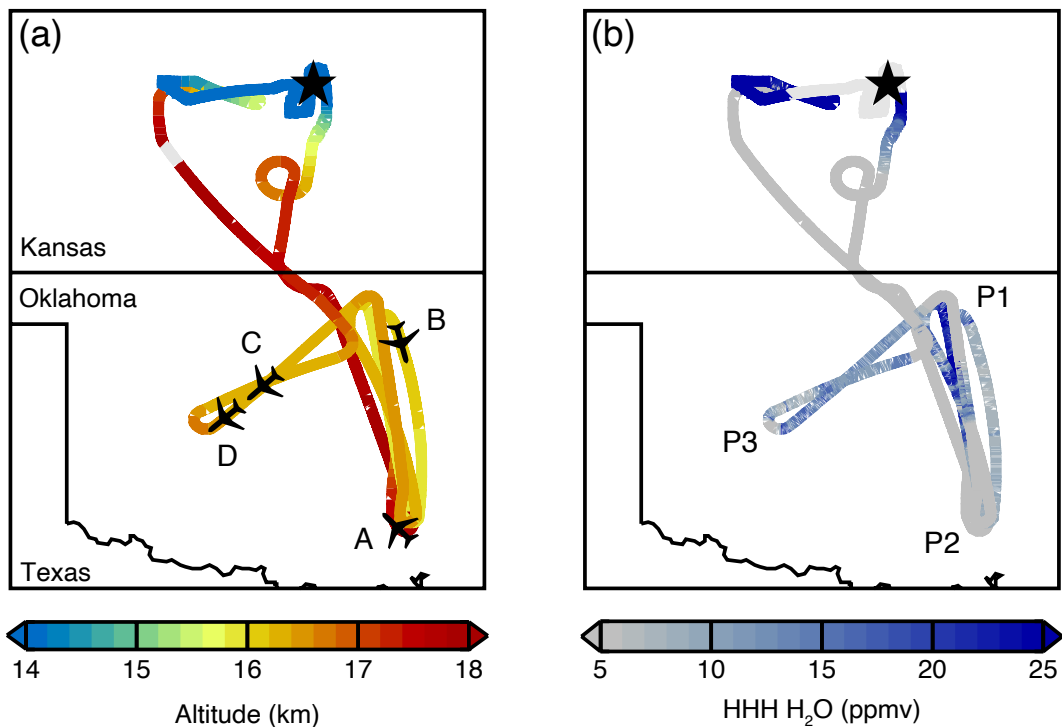 (a)
Kansas
Oklahoma
B
C
D
A
Texas
14 15 16 17 18
Altitude (km)
(b)
P1
P3
P2
5 10 15 20 25
HHH H₂O (ppmv)